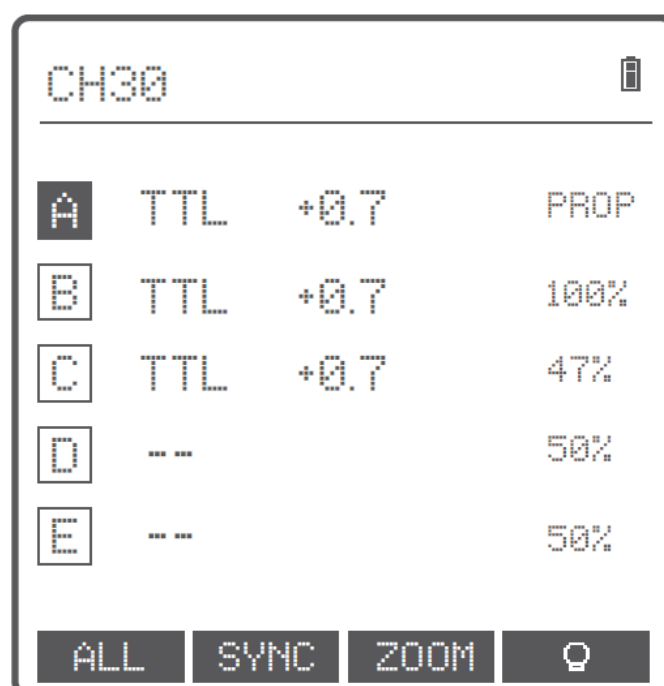 CH30
A TTL +0.7 PROP
B TTL +0.7 100%
C TTL +0.7 47%
D -- 50%
E -- 50%
ALL SYNC ZOOM